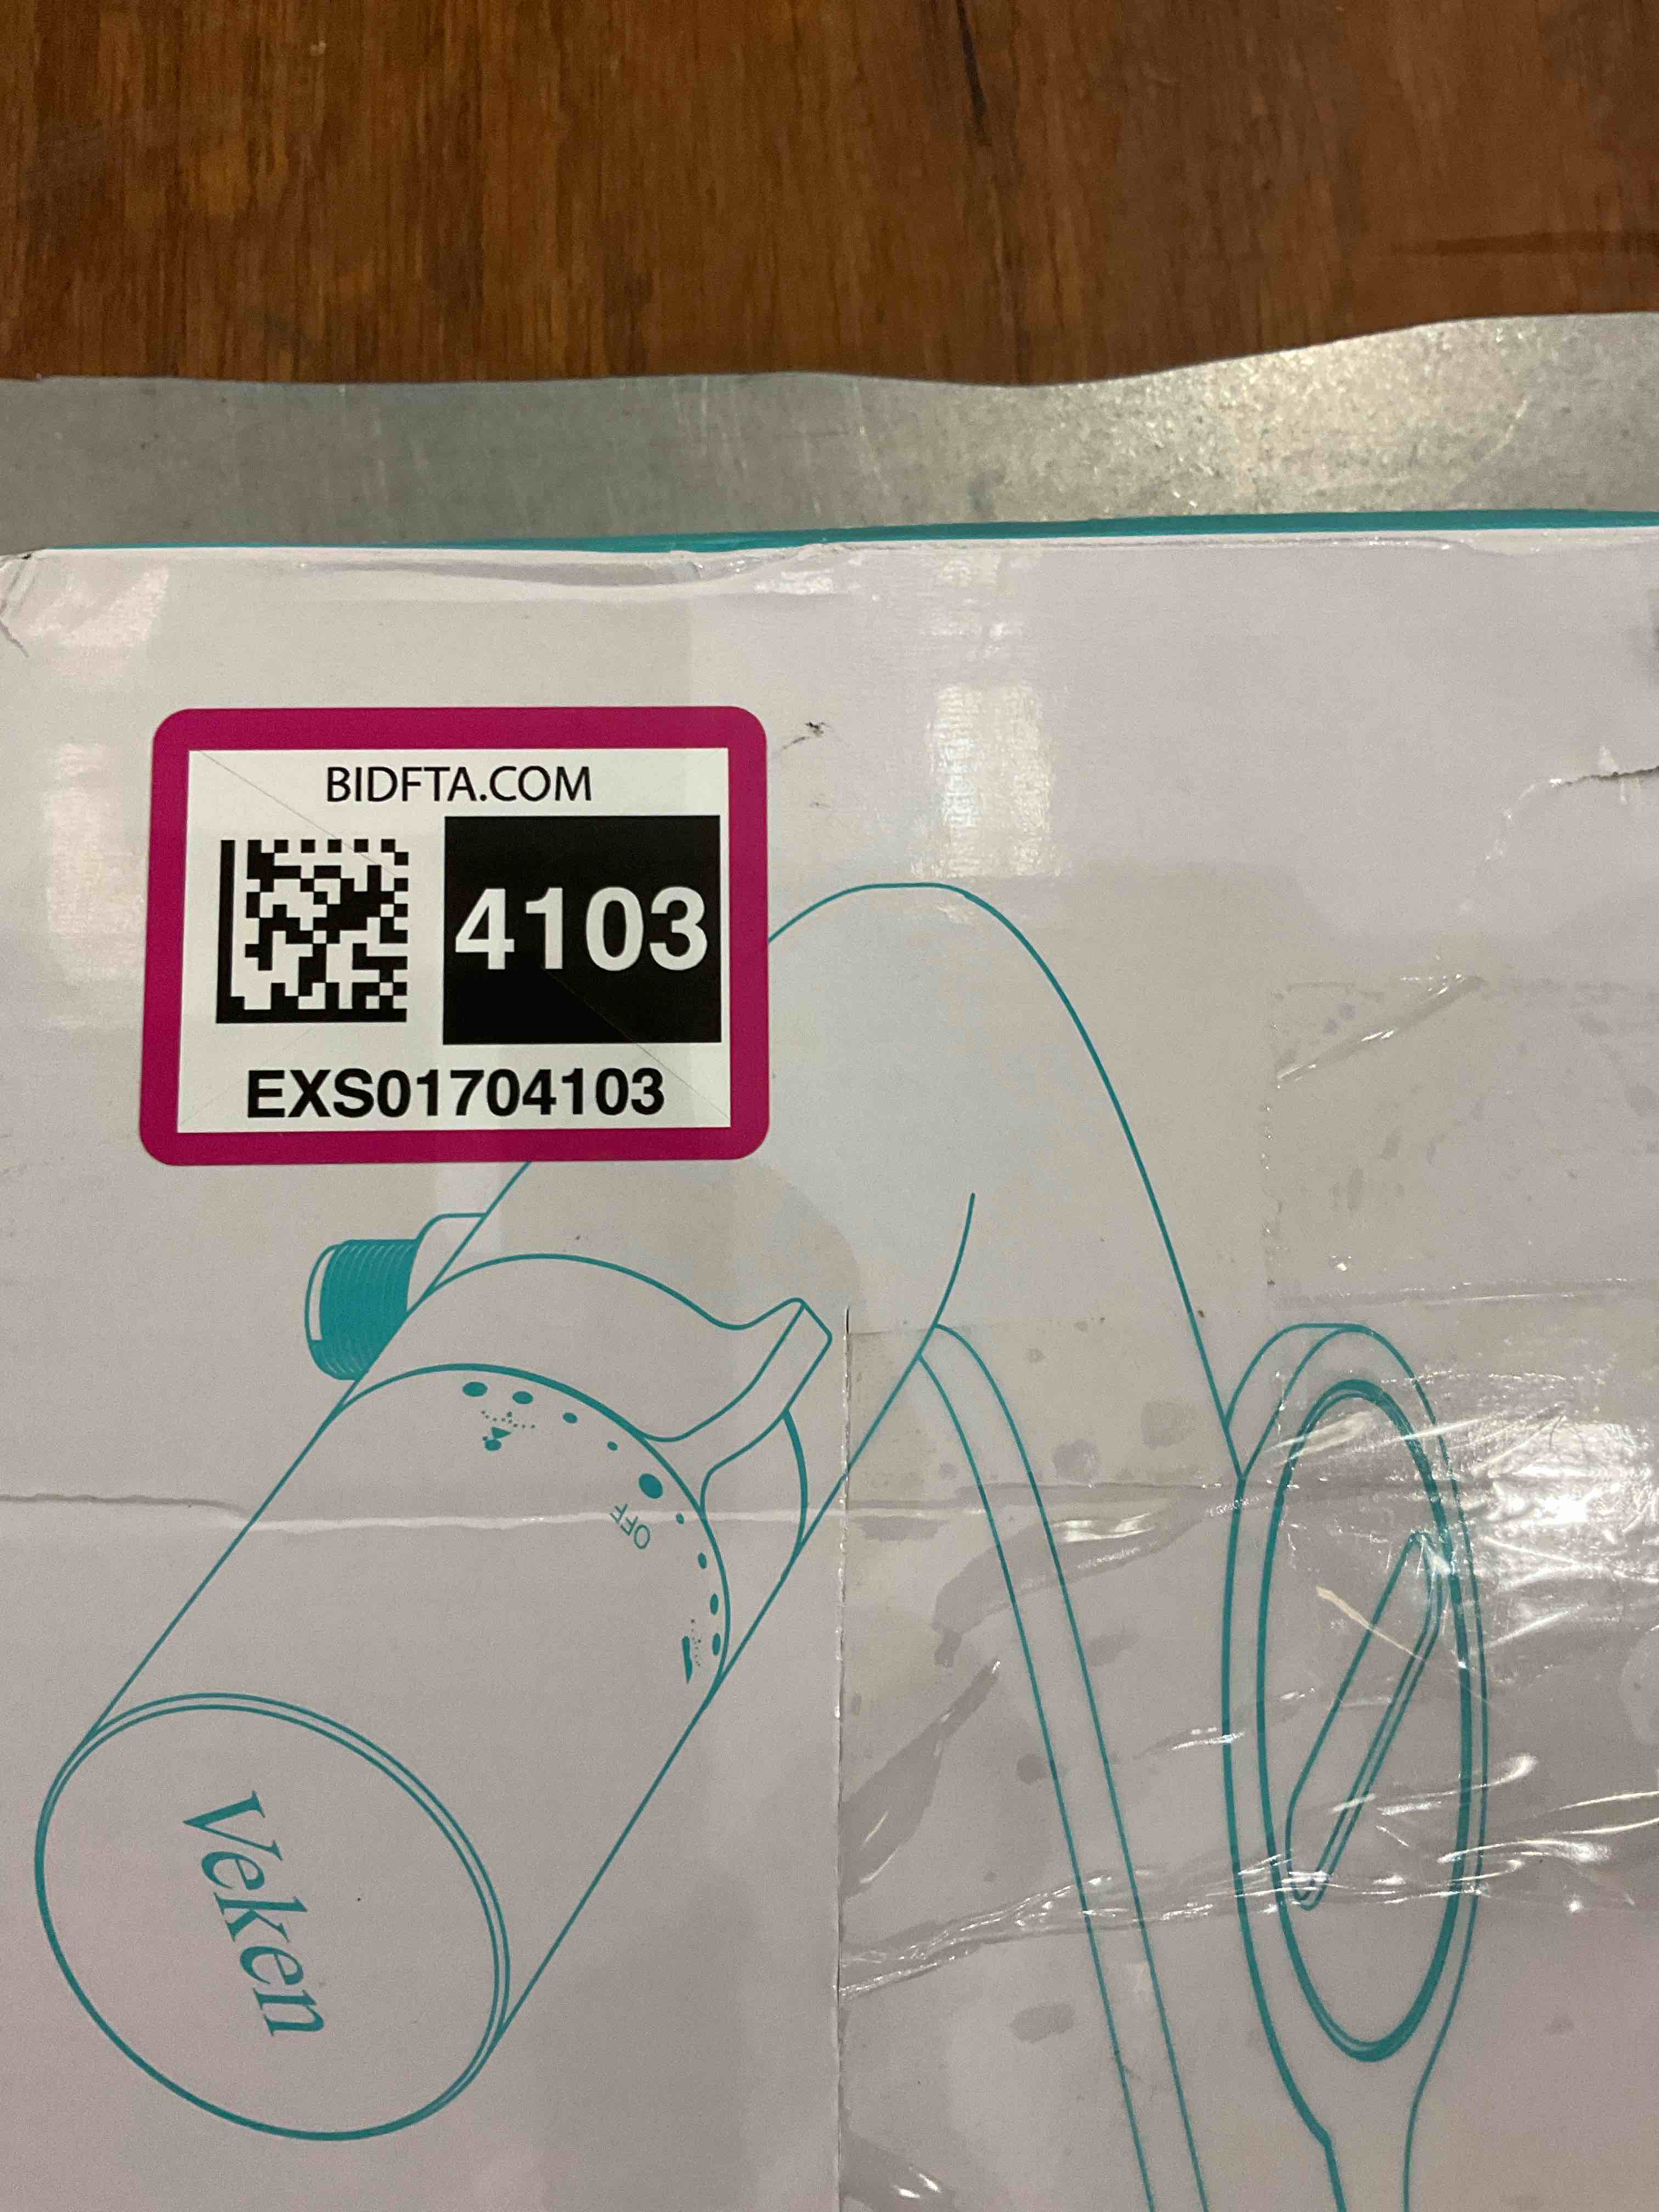 BIDFTA.COM
4103
EXS01704103
OFF
Veken